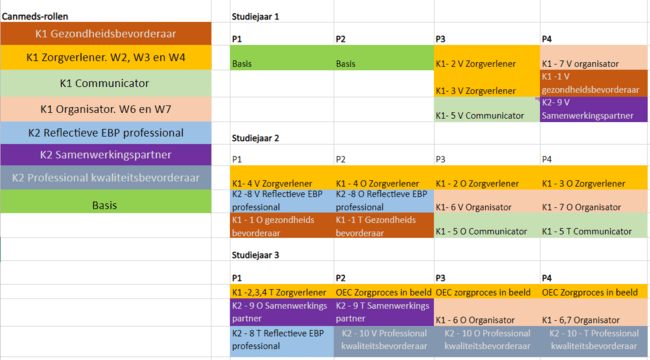 Canmeds-rollen
K1 Gezondheidsbevorderaar
K1 Zorgverlener. W2, W3 en W4
K1 Communicator
K1 Organisator. W6 en W7
K2 Reflectieve EBP professional
K2 Samenwerkingspartner
K2 Professional kwaliteitsbevorderaar
Basis
Studiejaar 1
P1 P2 P3 P4
Basis Basis K1- 2 V Zorgverlener K1 - 7 V organisator
K1- 3 V Zorgverlener K1 -1 V
gezondheidsbevorderaar
K1- 5 V Communicator K2- 9 V
Samenwerkingspartner
Studiejaar 2
P1 P2 P3 P4
K1- 4 V Zorgverlener K1 - 4 O Zorgverlener K1 - 2 O Zorgverlener K1 - 3 O Zorgverlener
K2 -8 V Reflectieve EBP K2 -8 O Reflectieve EBP
professional professional K1- 6 V Organisator K1 - 7 O Organisator
K1 - 1 O gezondheids K1 -1 T Gezondheids
bevorderaar bevorderaar K1 - 5 O Communicator K1 - 5 T Communicator
Studiejaar 3
P1 P2 P3 P4
K1 -2,3,4 T Zorgverlener OEC Zorgproces in beeld OEC zorgproces in beeld OEC Zorgproces in beeld
K2 - 9 O Samenwerkings K2 - 9 T Samenwerkings
partner partner K1 - 6 O Organisator K1 - 6,7 Organisator
K2 - 8 T Reflectieve EBP K2 - 10 V Professional K2 - 10 O Professional K2 - 10 - T Professional
professional kwaliteitsbevorderaar kwaliteitsbevorderaar kwaliteitsbevorderaar